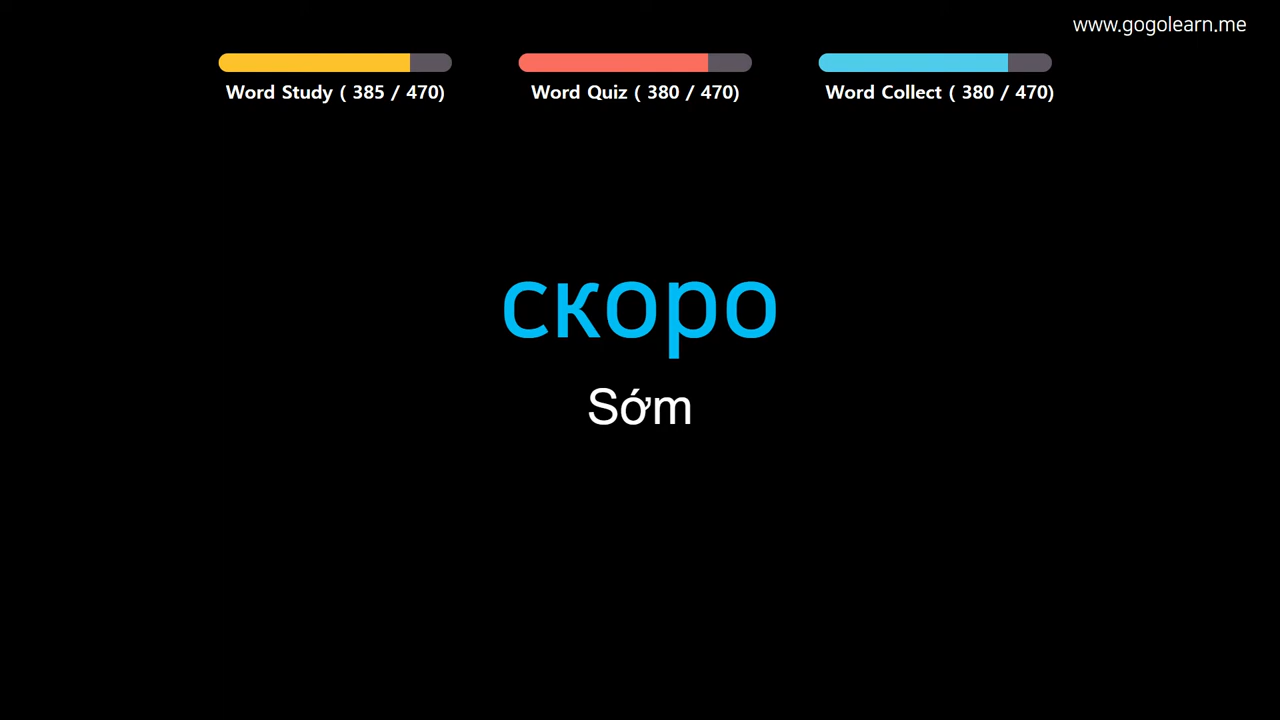 www.gogolearn.me
Word Study ( 385 / 470)
Word Quiz ( 380 / 470)
Word Collect ( 380 / 470)
скоро
Sớm